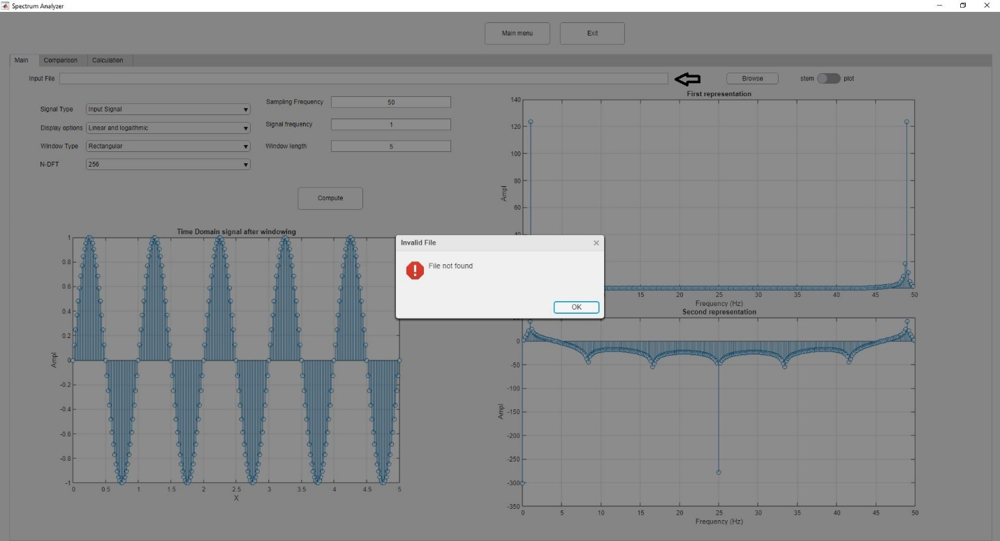 Spectrum Analyzer
Main menu Exit
Main Comparison Calculation
Input File Browse stem plot
Signal Type Input Signal
Display options Linear and logaithmic
Window Type Rectangular
N-DFT 256
Sampling Frequency 50
Signal frequency 1
Window length 5
Compute
Time Domain signal after windowing
1
0.8
0.6
0.4
0.2
0
-0.2
-0.4
-0.6
-0.8
-1
Ampl
0 0.5 1 1.5 2 2.5 3 3.5 4 4.5 5
X
Invalid File
File not found
OK
First representation
140
120
100
80
60
40
Ampl
15 20 25 30 35 40 45 50
Frequency (Hz)
Second representation
0
-50
-100
-150
-200
-250
-300
-350
Ampl
0 5 10 15 20 25 30 35 40 45 50
Frequency (Hz)